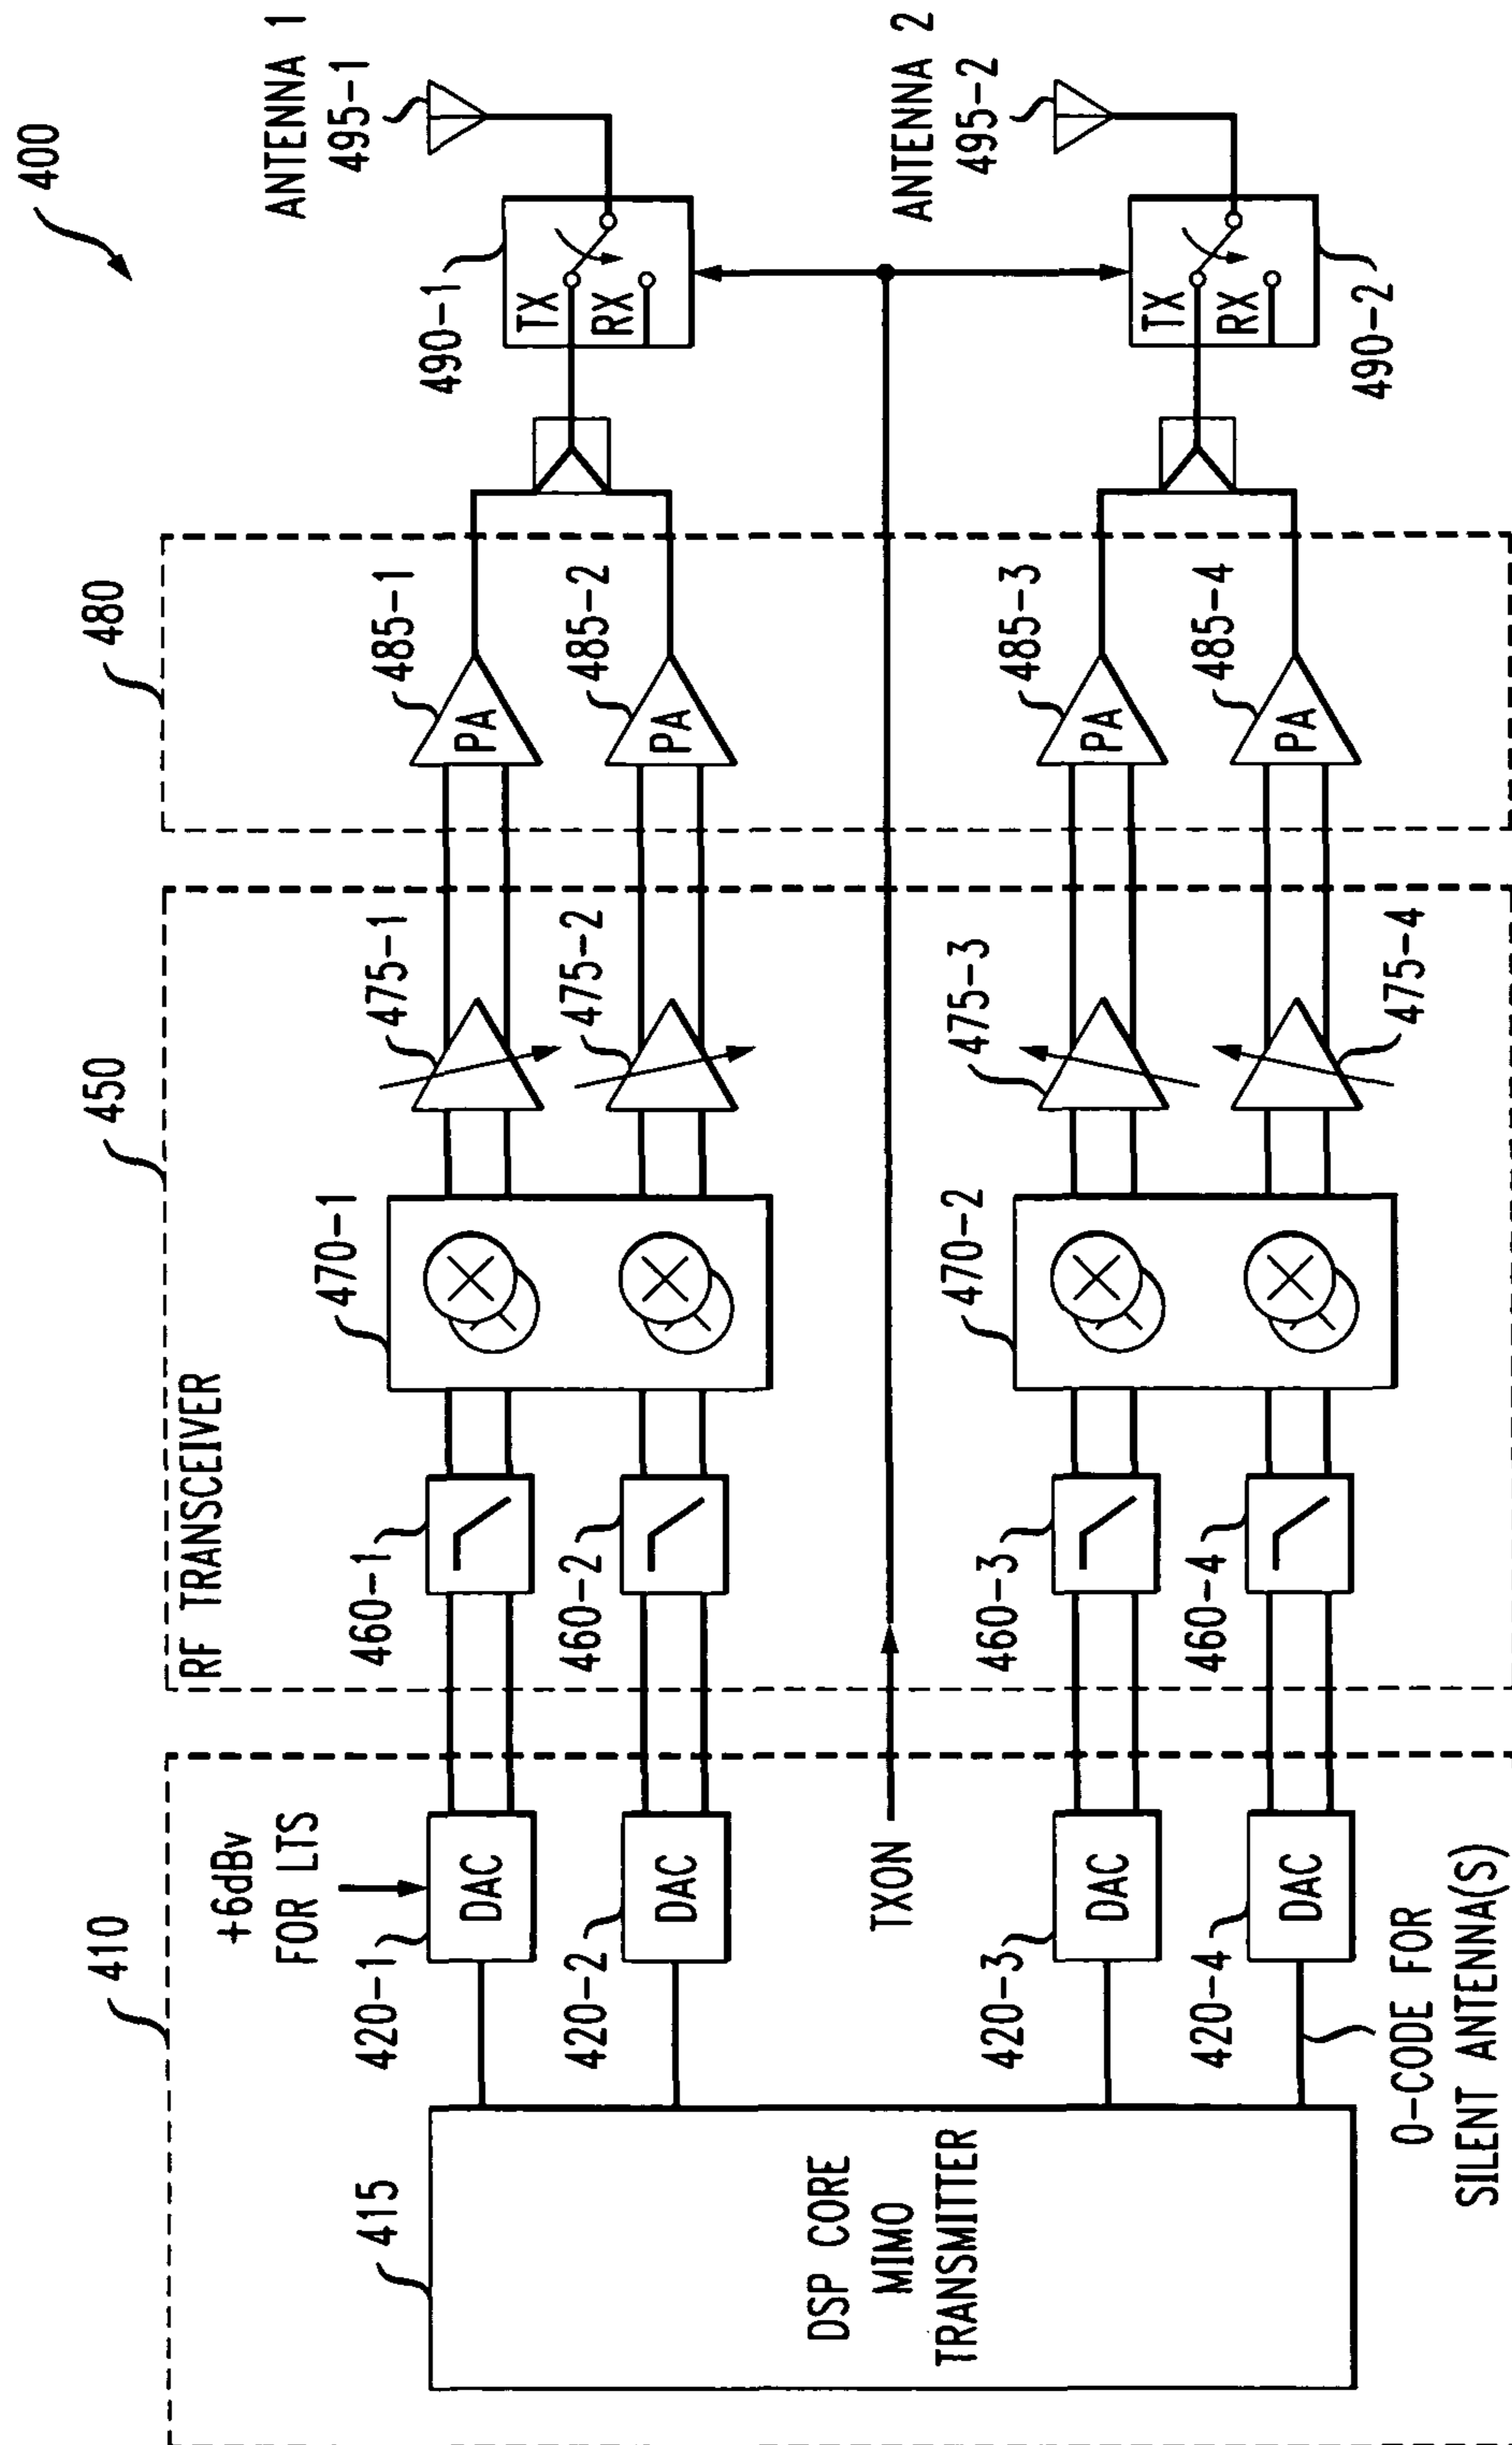 400
410
450
480
RF TRANSCEIVER
+6dBv
FOR LTS
415
DSP CORE
MIMO
TRANSMITTER
420-1
DAC
460-1
470-1
475-1
485-1
PA
490-1
TX
RX
ANTENNA 1
495-1
420-2
DAC
460-2
475-2
485-2
PA
TXON
420-3
DAC
460-3
470-2
475-3
485-3
PA
TX
RX
490-2
ANTENNA 2
495-2
420-4
DAC
460-4
475-4
485-4
PA
0-CODE FOR
SILENT ANTENNA(S)